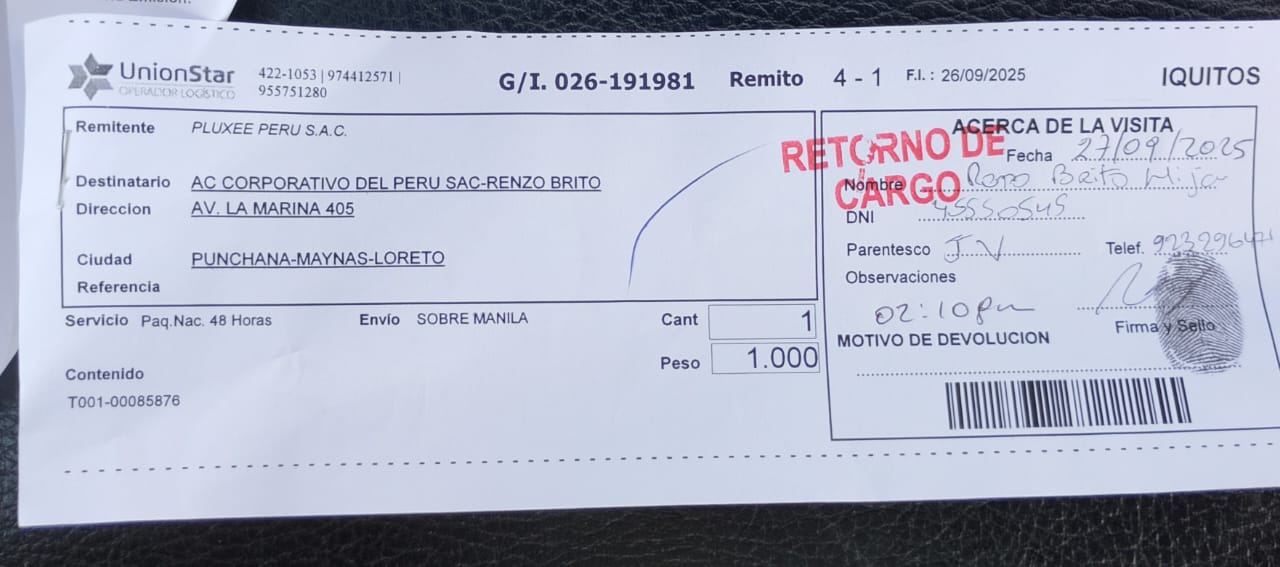 UnionStar
OPERADOR LOGÍSTICO
422-1053 | 974412571 |
955751280
G/I. 026-191981 Remito 4 - 1 F.I. : 26/09/2025 IQUITOS
Remitente PLUXEE PERU S.A.C.
Destinatario AC CORPORATIVO DEL PERU SAC-RENZO BRITO
Direccion AV. LA MARINA 405
Ciudad PUNCHANA-MAYNAS-LORETO
Referencia
Servicio Paq.Nac. 48 Horas Envío SOBRE MANILA Cant 1
Peso 1.000
Contenido
T001-00085876
RETORNO DE
CARGO
ACERCA DE LA VISITA
Fecha 27/09/2025
Nombre Brito
DNI 45550545
Parentesco J.V
Telef.
Observaciones
02:10pm
Firma y Sello
MOTIVO DE DEVOLUCION